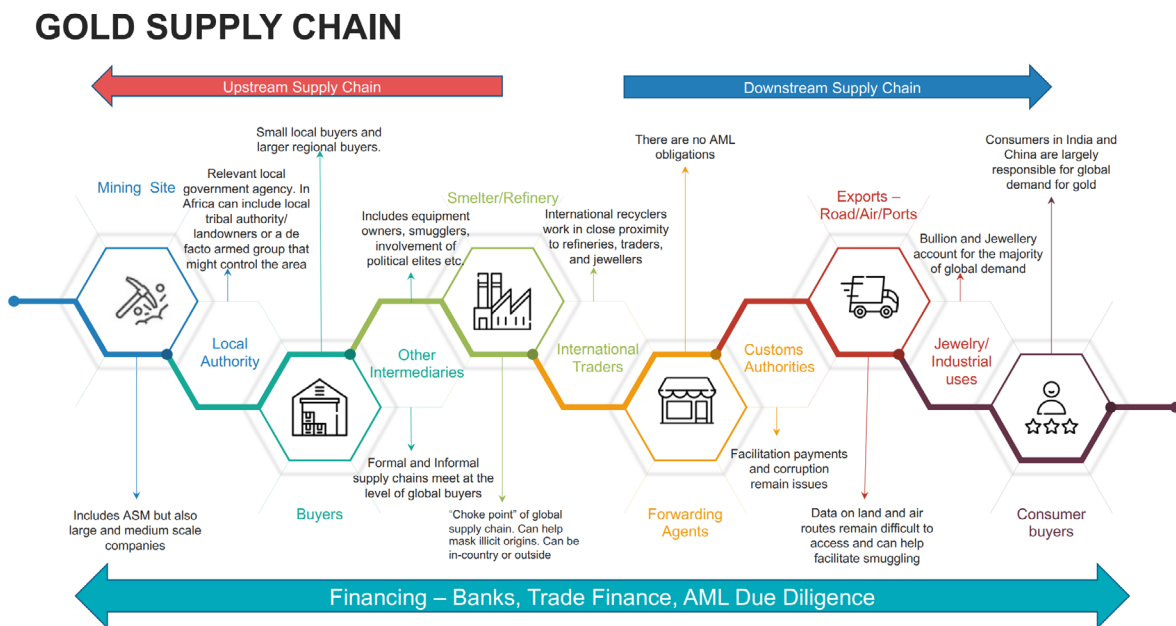 GOLD SUPPLY CHAIN
Upstream Supply Chain
Downstream Supply Chain
Mining Site
Includes ASM but also
large and medium scale
companies
Relevant local
government agency. In
Africa can include local
tribal authority/
landowners or a de
facto armed group that
might control the area
Local
Authority
Small local buyers and
larger regional buyers.
Buyers
Includes equipment
owners, smugglers,
involvement of
political elites etc.
Other
Intermediaries
Formal and Informal
supply chains meet at the
level of global buyers
Smelter/Refinery
“Choke point” of global
supply chain. Can help
mask illicit origins. Can be
in-country or outside
International recyclers
work in close proximity
to refineries, traders,
and jewellers
International
Traders
There are no AML
obligations
Forwarding
Agents
Customs
Authorities
Facilitation payments
and corruption
remain issues
Exports –
Road/Air/Ports
Data on land and air
routes remain difficult to
access and can help
facilitate smuggling
Bullion and Jewellery
account for the majority
of global demand
Jewelry/
Industrial
uses
Consumers in India and
China are largely
responsible for global
demand for gold
Consumer
buyers
Financing – Banks, Trade Finance, AML Due Diligence